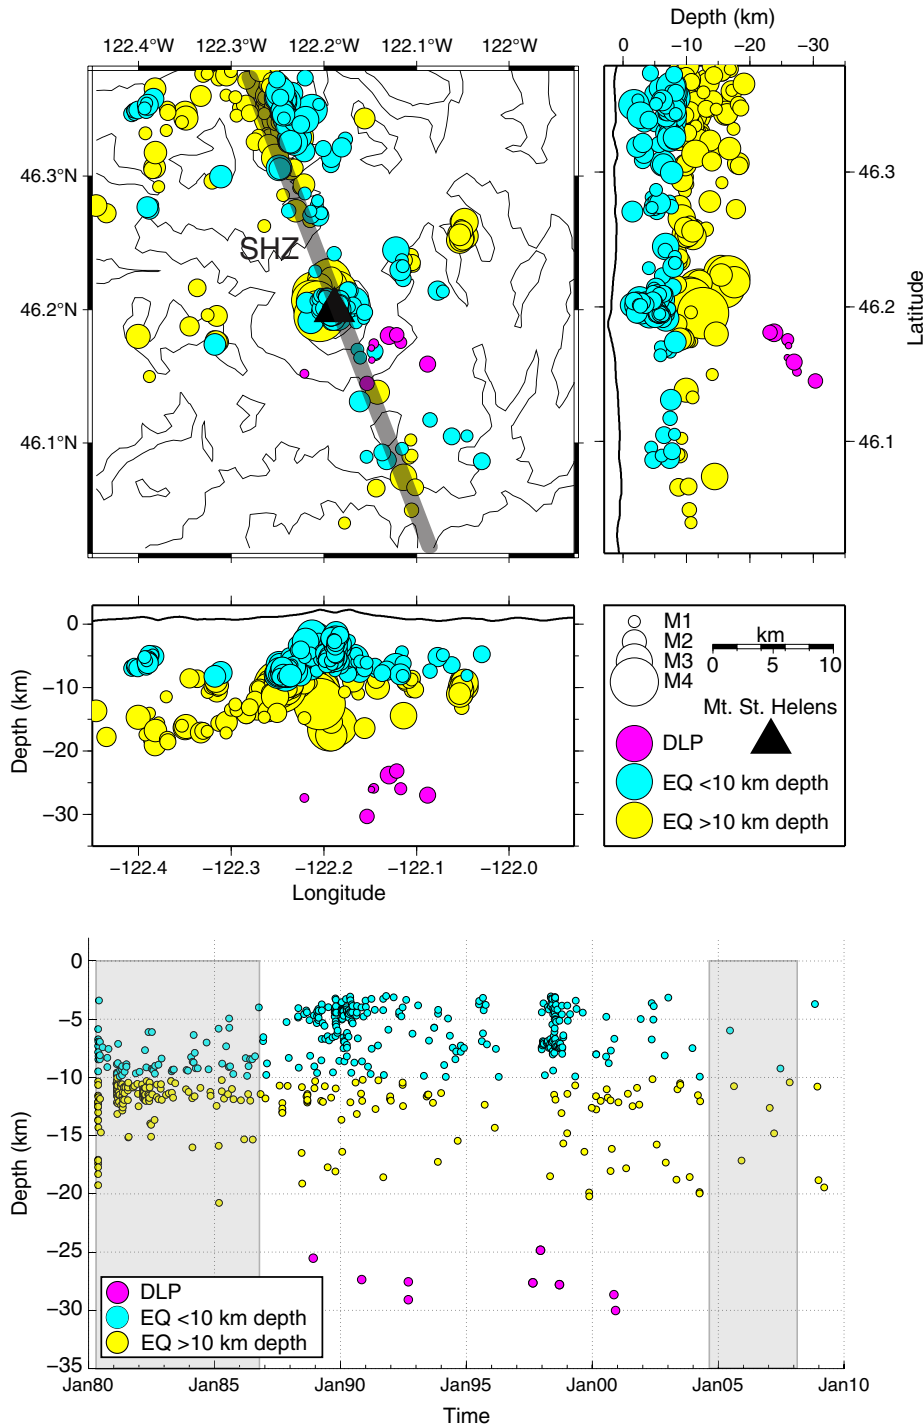 Depth (km)
122.4°W 122.3°W 122.2°W 122.1°W 122°W
0 −10 −20 −30
46.3°N
46.2°N
46.1°N
SHZ
46.3
46.2
46.1
Latitude
0
−10
−20
−30
Depth (km)
−122.4 −122.3 −122.2 −122.1 −122.0
Longitude
M1
M2
M3
M4
km
0 5 10
Mt. St. Helens
DLP
EQ <10 km depth
EQ >10 km depth
0
−5
−10
−15
−20
−25
−30
−35
Depth (km)
DLP
EQ <10 km depth
EQ >10 km depth
Jan80 Jan85 Jan90 Jan95 Jan00 Jan05 Jan10
Time